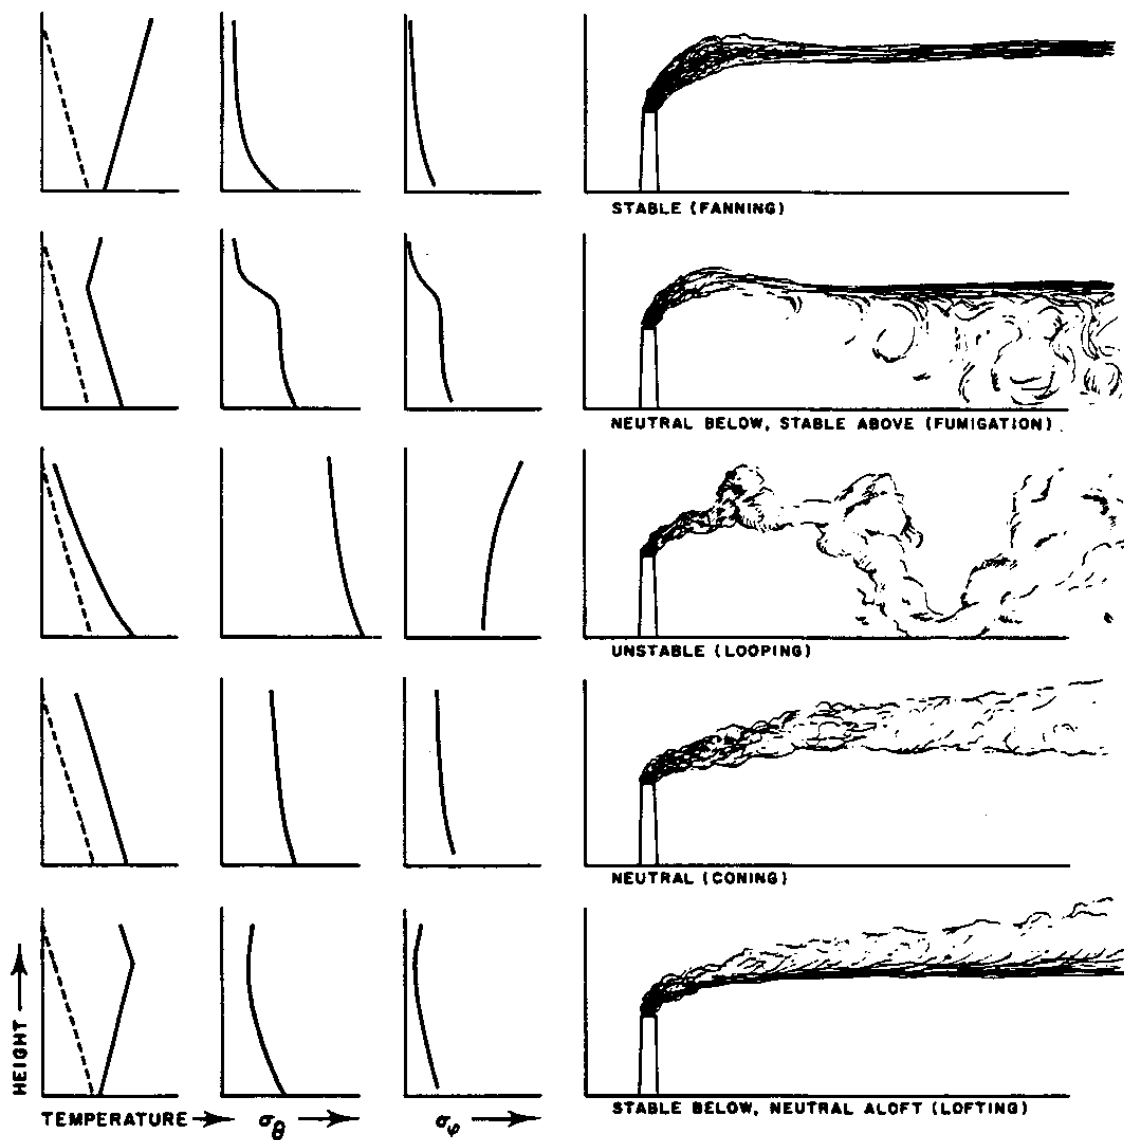 STABLE (FANNING)
NEUTRAL BELOW, STABLE ABOVE (FUMIGATION)
UNSTABLE (LOOPING)
NEUTRAL (CONING)
HEIGHT
TEMPERATURE
σθ
σφ
STABLE BELOW, NEUTRAL ALOFT (LOFTING)